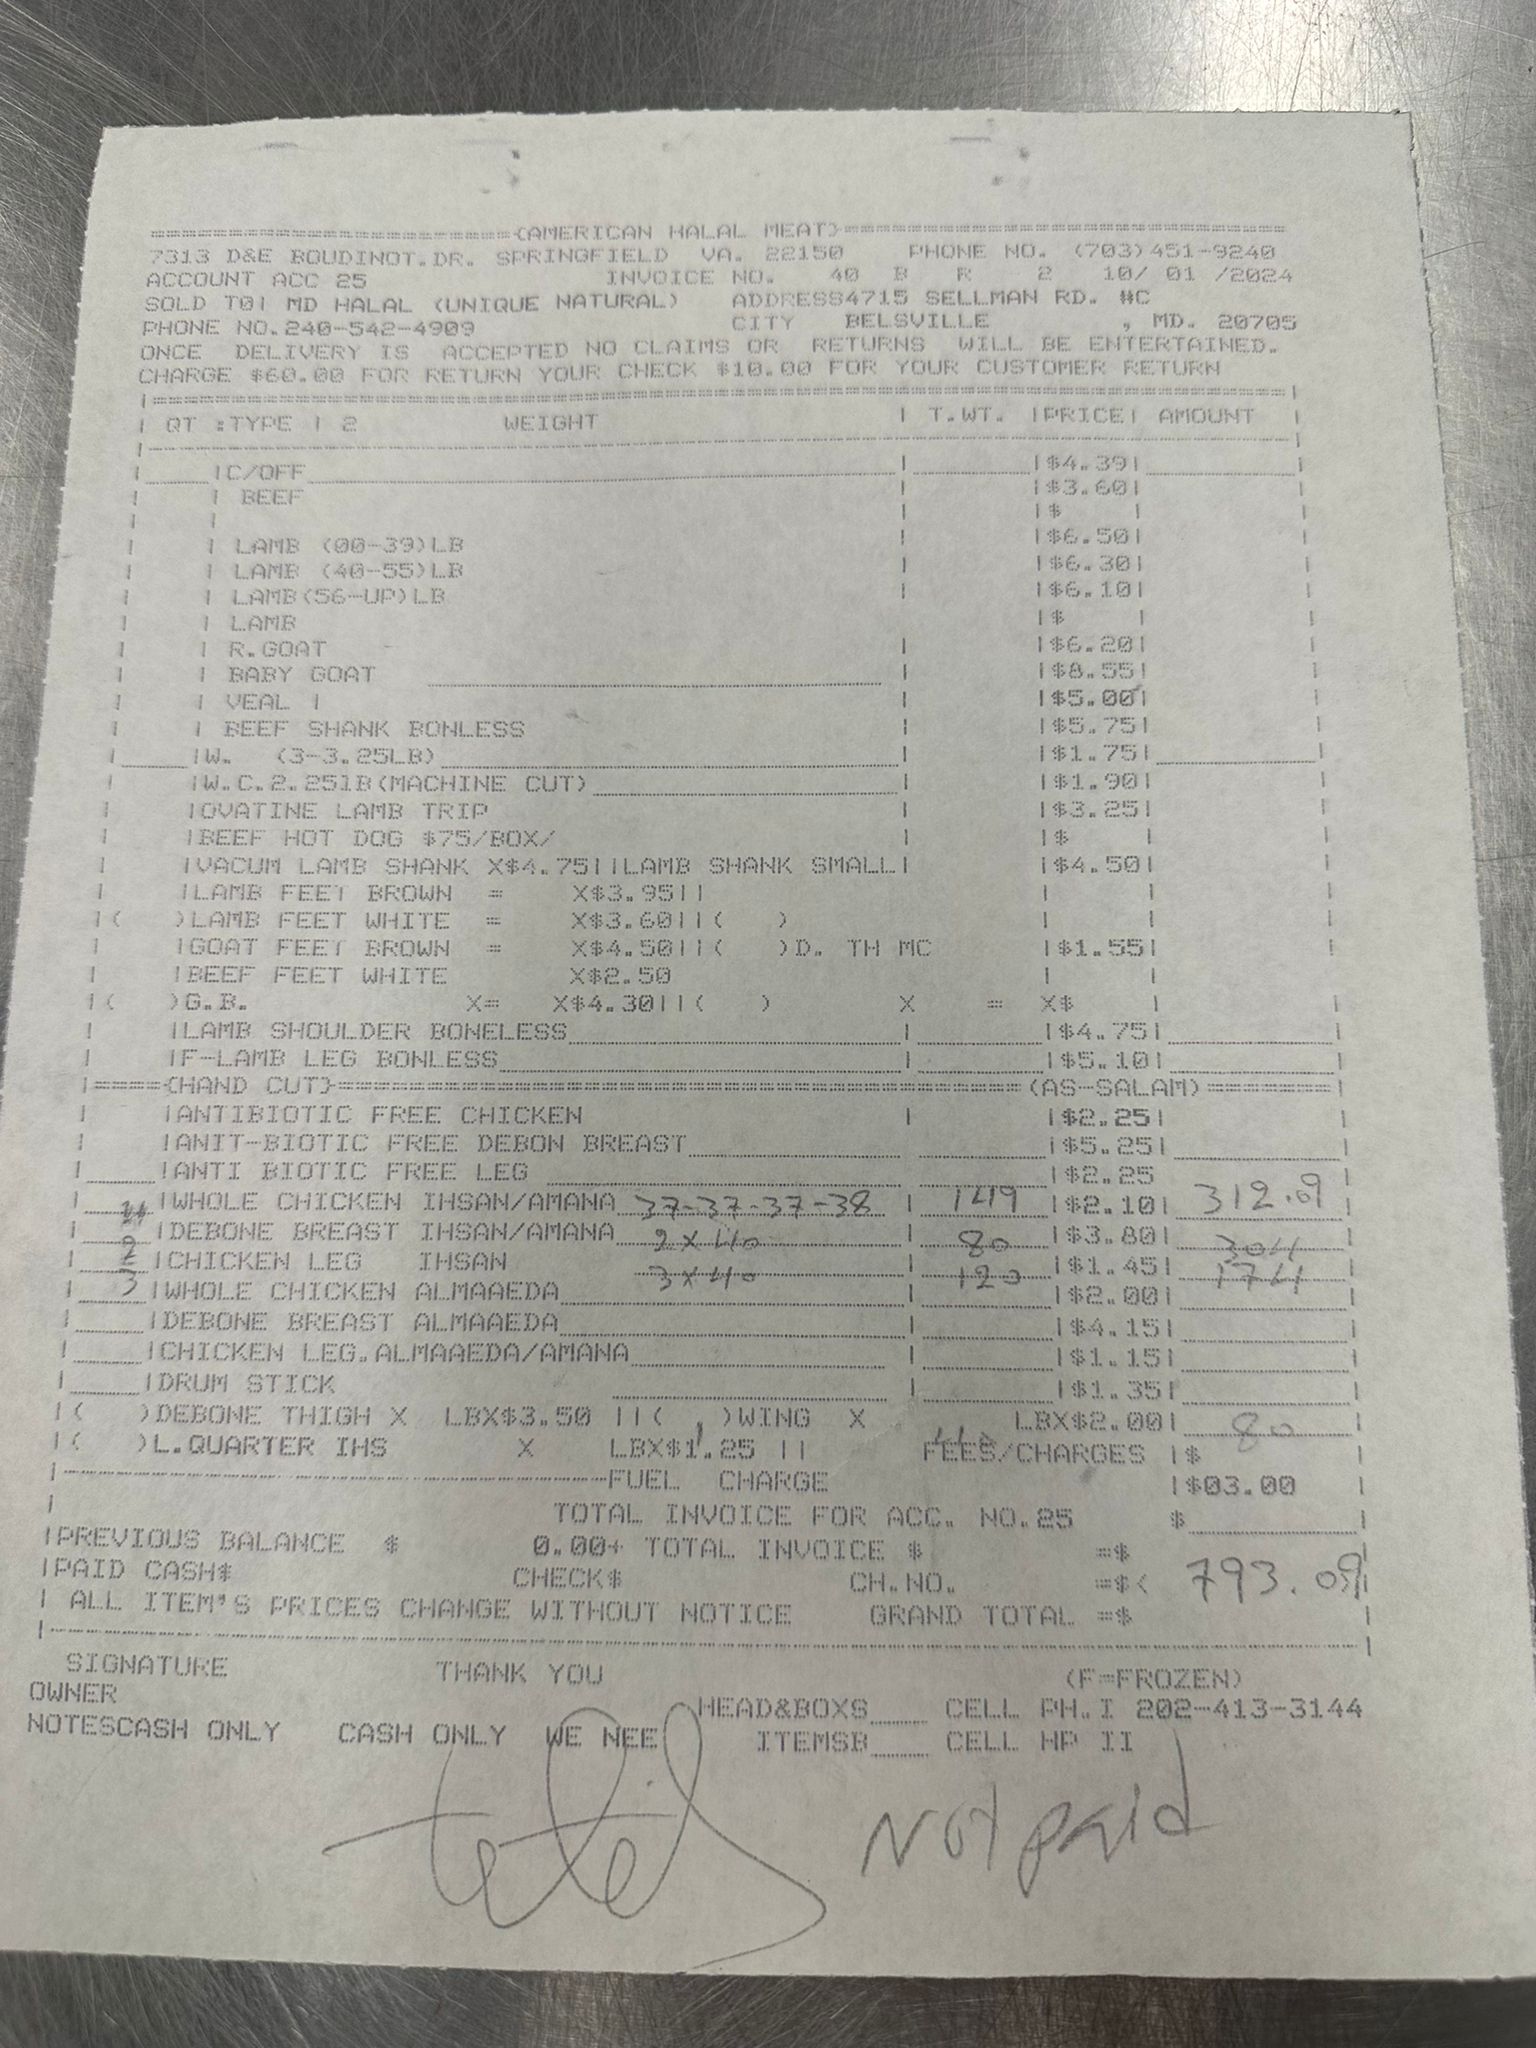 ====================(AMERICAN HALAL MEAT)====================
7313 D&E BOUDINOT.DR. SPRINGFIELD VA. 22150 PHONE NO. (703)451-9240
ACCOUNT ACC 25 INVOICE NO. 40 B R 2 10/ 01 /2024
SOLD TO| MD HALAL (UNIQUE NATURAL) ADDRESS4715 SELLMAN RD. #C
PHONE NO.240-542-4909 CITY BELSVILLE , MD. 20705
ONCE DELIVERY IS ACCEPTED NO CLAIMS OR RETURNS WILL BE ENTERTAINED.
CHARGE $60.00 FOR RETURN YOUR CHECK $10.00 FOR YOUR CUSTOMER RETURN
| QT :TYPE | 2 WEIGHT | T.WT. |PRICE| AMOUNT
|C/OFF | |$4.39|
| BEEF | |$3.60|
| | |$ |
| LAMB (00-39)LB | |$6.50|
| LAMB (40-55)LB | |$6.30|
| LAMB(56-UP)LB | |$6.10|
| LAMB |$ |
| R.GOAT | |$6.20|
| BABY GOAT | |$8.55|
| VEAL | | |$5.00|
| BEEF SHANK BONLESS | |$5.75|
|W. (3-3.25LB) | |$1.75|
|W.C.2.25lB(MACHINE CUT) | |$1.90|
|OVATINE LAMB TRIP | |$3.25|
|BEEF HOT DOG $75/BOX/ | |$ |
|VACUM LAMB SHANK X$4.75||LAMB SHANK SMALL| |$4.50|
|LAMB FEET BROWN = X$3.95|| | |
|( )LAMB FEET WHITE = X$3.60||( ) | |
|GOAT FEET BROWN = X$4.50||( )D. TH MC |$1.55|
|BEEF FEET WHITE X$2.50 | |
|( )G.B. X= X$4.30||( ) X = X$ |
|LAMB SHOULDER BONELESS | |$4.75|
|F-LAMB LEG BONLESS | |$5.10|
|====(HAND CUT)====================(AS-SALAM)=======|
|ANTIBIOTIC FREE CHICKEN | |$2.25|
|ANIT-BIOTIC FREE DEBON BREAST |$5.25|
|ANTI BIOTIC FREE LEG |$2.25
|WHOLE CHICKEN IHSAN/AMANA 37-37-37-38 | 149 |$2.10| 312.09
|DEBONE BREAST IHSAN/AMANA 2x40 80 |$3.80| 304
2 |CHICKEN LEG IHSAN 3x40 120 |$1.45| 174
3 |WHOLE CHICKEN ALMAAEDA | |$2.00|
|DEBONE BREAST ALMAAEDA | |$4.15|
|CHICKEN LEG.ALMAAEDA/AMANA | |$1.15|
|DRUM STICK | |$1.35|
|( )DEBONE THIGH X LBX$3.50 ||( )WING X LBX$2.00| 80
|( )L.QUARTER IHS X LBX$1.25 || FEES/CHARGES |$
FUEL CHARGE |$03.00
TOTAL INVOICE FOR ACC. NO.25 $
|PREVIOUS BALANCE $ 0.00+ TOTAL INVOICE $ =$
|PAID CASH$ CHECK$ CH.NO. =$< 793.09
| ALL ITEM'S PRICES CHANGE WITHOUT NOTICE GRAND TOTAL =$
SIGNATURE THANK YOU (F=FROZEN)
OWNER HEAD&BOXS CELL PH.I 202-413-3144
NOTESCASH ONLY CASH ONLY WE NEE ITEMSB CELL HP II
Not paid